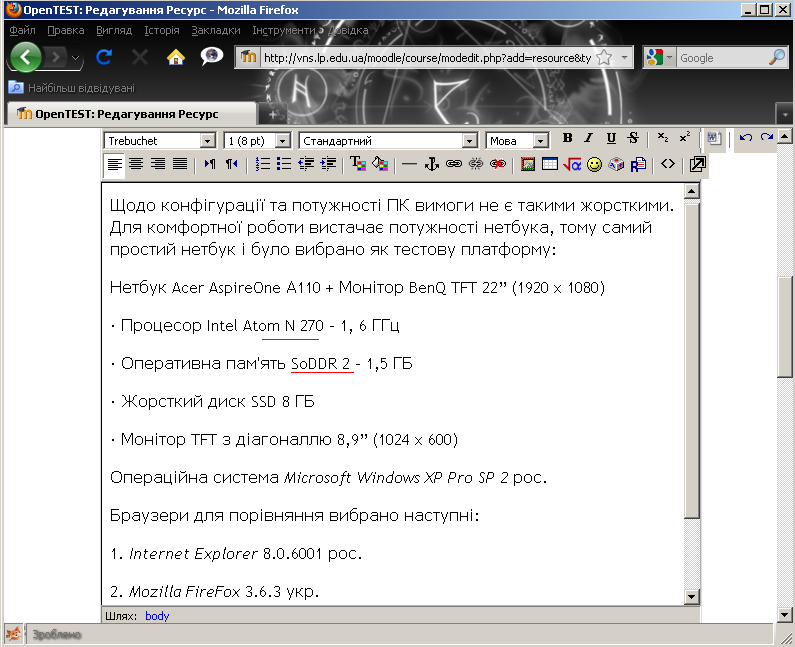 OpenTEST: Редагування Ресурс - Mozilla Firefox
Файл Правка Вигляд Історія Закладки Інструменти Довідка
http://vns.lp.edu.ua/moodle/course/modedit.php?add=resource&ty
Google
Найбільш відвідувані
OpenTEST: Редагування Ресурс
Trebuchet 1 (8 pt) Стандартний Мова B I U S
Щодо конфігурації та потужності ПК вимоги не є такими жорсткими.
Для комфортної роботи вистачає потужності нетбука, тому самий
простий нетбук і було вибрано як тестову платформу:
Нетбук Acer AspireOne A110 + Монітор BenQ TFT 22” (1920 x 1080)
· Процесор Intel Atom N 270 – 1, 6 ГГц
· Оперативна пам'ять SoDDR 2 – 1,5 ГБ
· Жорсткий диск SSD 8 ГБ
· Монітор TFT з діагоналлю 8,9” (1024 x 600)
Операційна система Microsoft Windows XP Pro SP 2 рос.
Браузери для порівняння вибрано наступні:
1. Internet Explorer 8.0.6001 рос.
2. Mozilla FireFox 3.6.3 укр.
Шлях: body
Зроблено